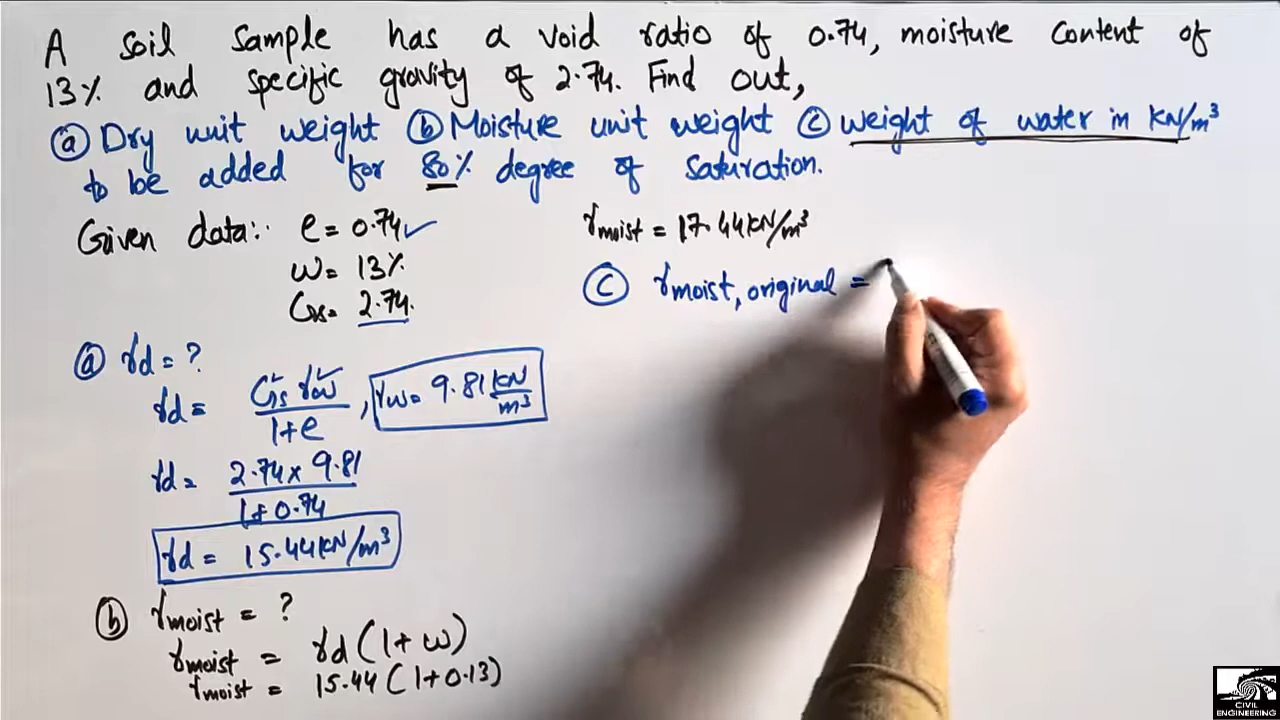 A soil sample has a void ratio of 0.74, moisture content of
13% and specific gravity of 2.74. Find out,
ⓐ Dry unit weight ⓑ Moisture unit weight ⓒ weight of water in KN/m³
to be added for 80% degree of saturation.
Given data:- e = 0.74 ✓
w = 13%
Gs = 2.74.
ⓐ γd = ?
γd = Gs γw / 1+e , γw = 9.81 KN/m³
γd = 2.74 x 9.81 / 1+0.74
γd = 15.44 KN/m³
ⓑ γmoist = ?
γmoist = γd (1+w)
γmoist = 15.44 (1+0.13)
γmoist = 17.44 KN/m³
ⓒ γmoist, original =
CIVIL
ENGINEERING